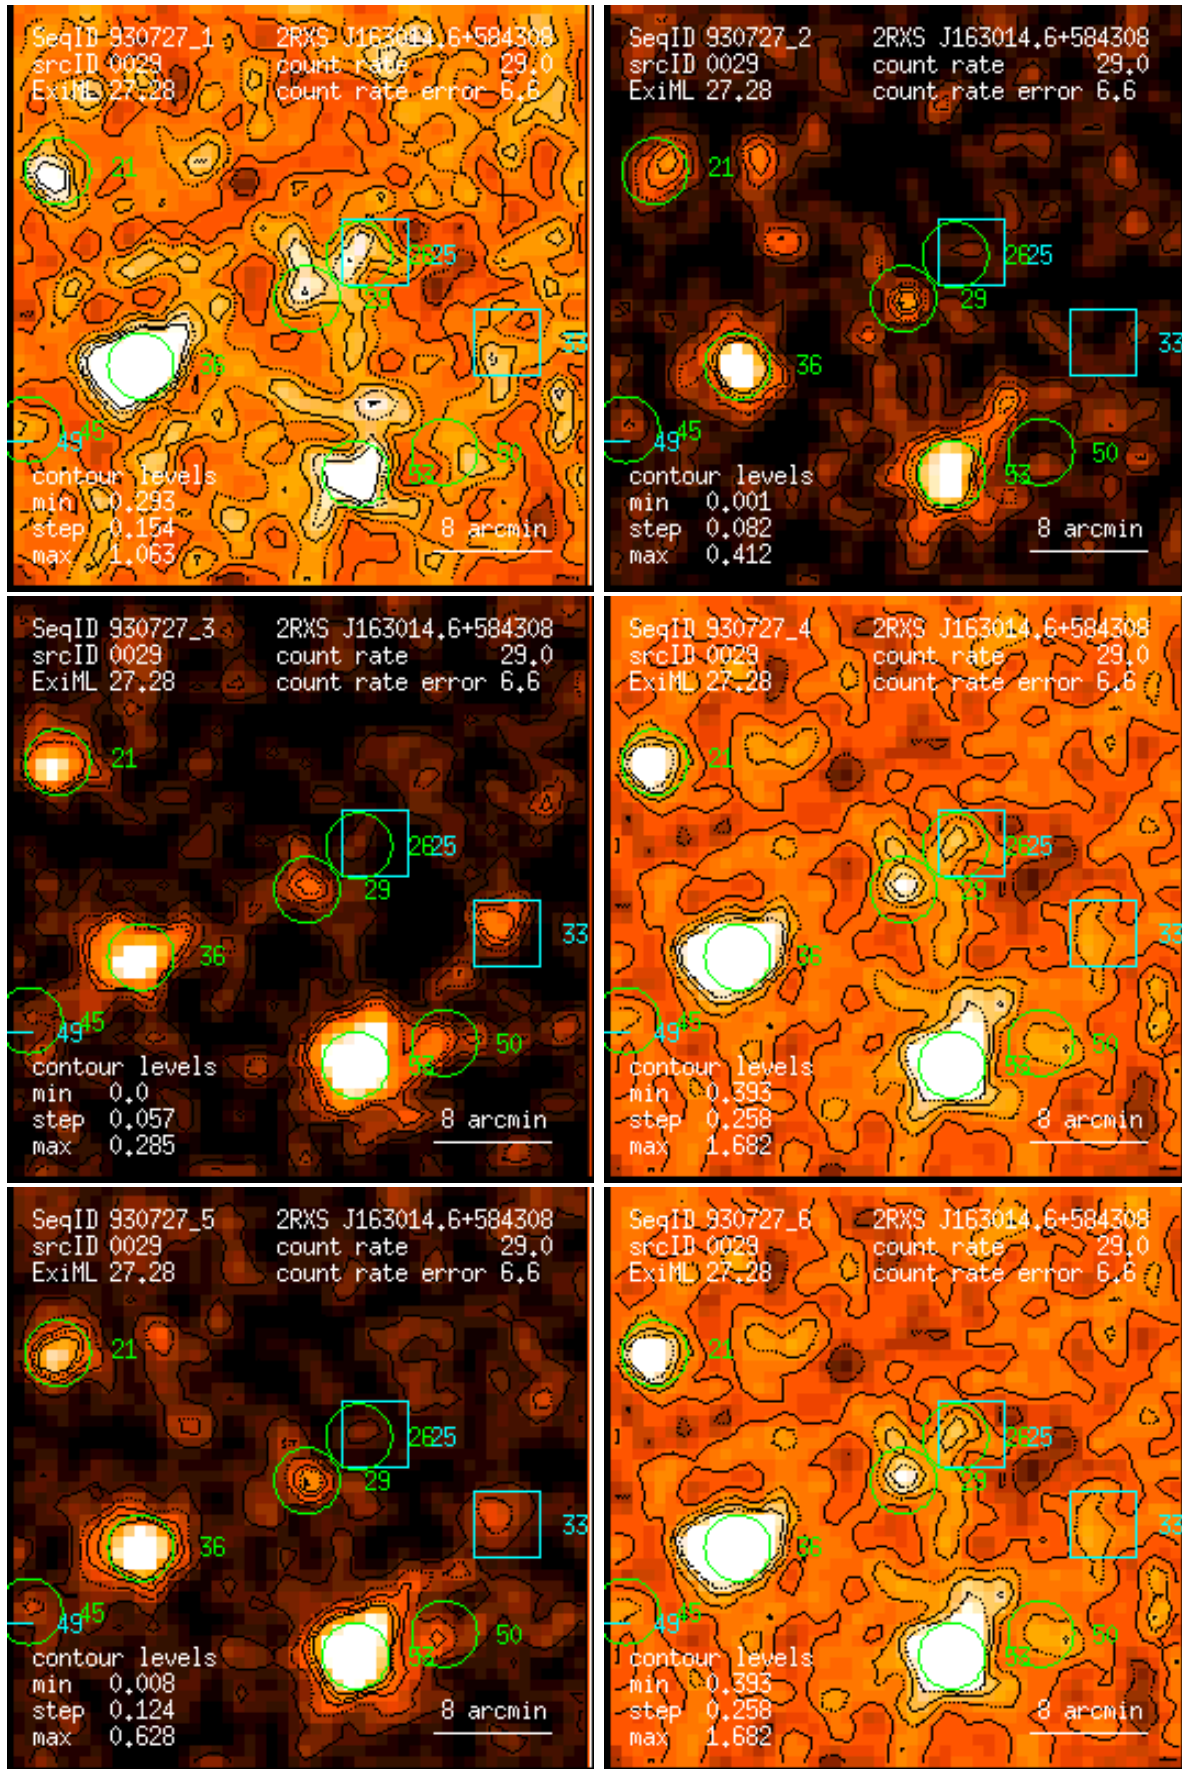 SeqID 930727_1 2RXS J163014.6+584308
srcID 0029 count rate 29.0
ExiML 27.28 count rate error 6.6
21
2625
29
33
36
4945
50
53
contour levels
min 0.293
step 0.154
max 1.063
8 arcmin
SeqID 930727_2 2RXS J163014.6+584308
srcID 0029 count rate 29.0
ExiML 27.28 count rate error 6.6
21
2625
29
33
36
4945
50
53
contour levels
min 0.001
step 0.082
max 0.412
8 arcmin
SeqID 930727_3 2RXS J163014.6+584308
srcID 0029 count rate 29.0
ExiML 27.28 count rate error 6.6
21
2625
29
33
36
4945
50
53
contour levels
min 0.0
step 0.057
max 0.285
8 arcmin
SeqID 930727_4 2RXS J163014.6+584308
srcID 0029 count rate 29.0
ExiML 27.28 count rate error 6.6
21
2625
29
33
36
4945
50
53
contour levels
min 0.393
step 0.258
max 1.682
8 arcmin
SeqID 930727_5 2RXS J163014.6+584308
srcID 0029 count rate 29.0
ExiML 27.28 count rate error 6.6
21
2625
29
33
36
4945
50
53
contour levels
min 0.008
step 0.124
max 0.628
8 arcmin
SeqID 930727_6 2RXS J163014.6+584308
srcID 0029 count rate 29.0
ExiML 27.28 count rate error 6.6
21
2625
29
33
36
4945
50
53
contour levels
min 0.393
step 0.258
max 1.682
8 arcmin